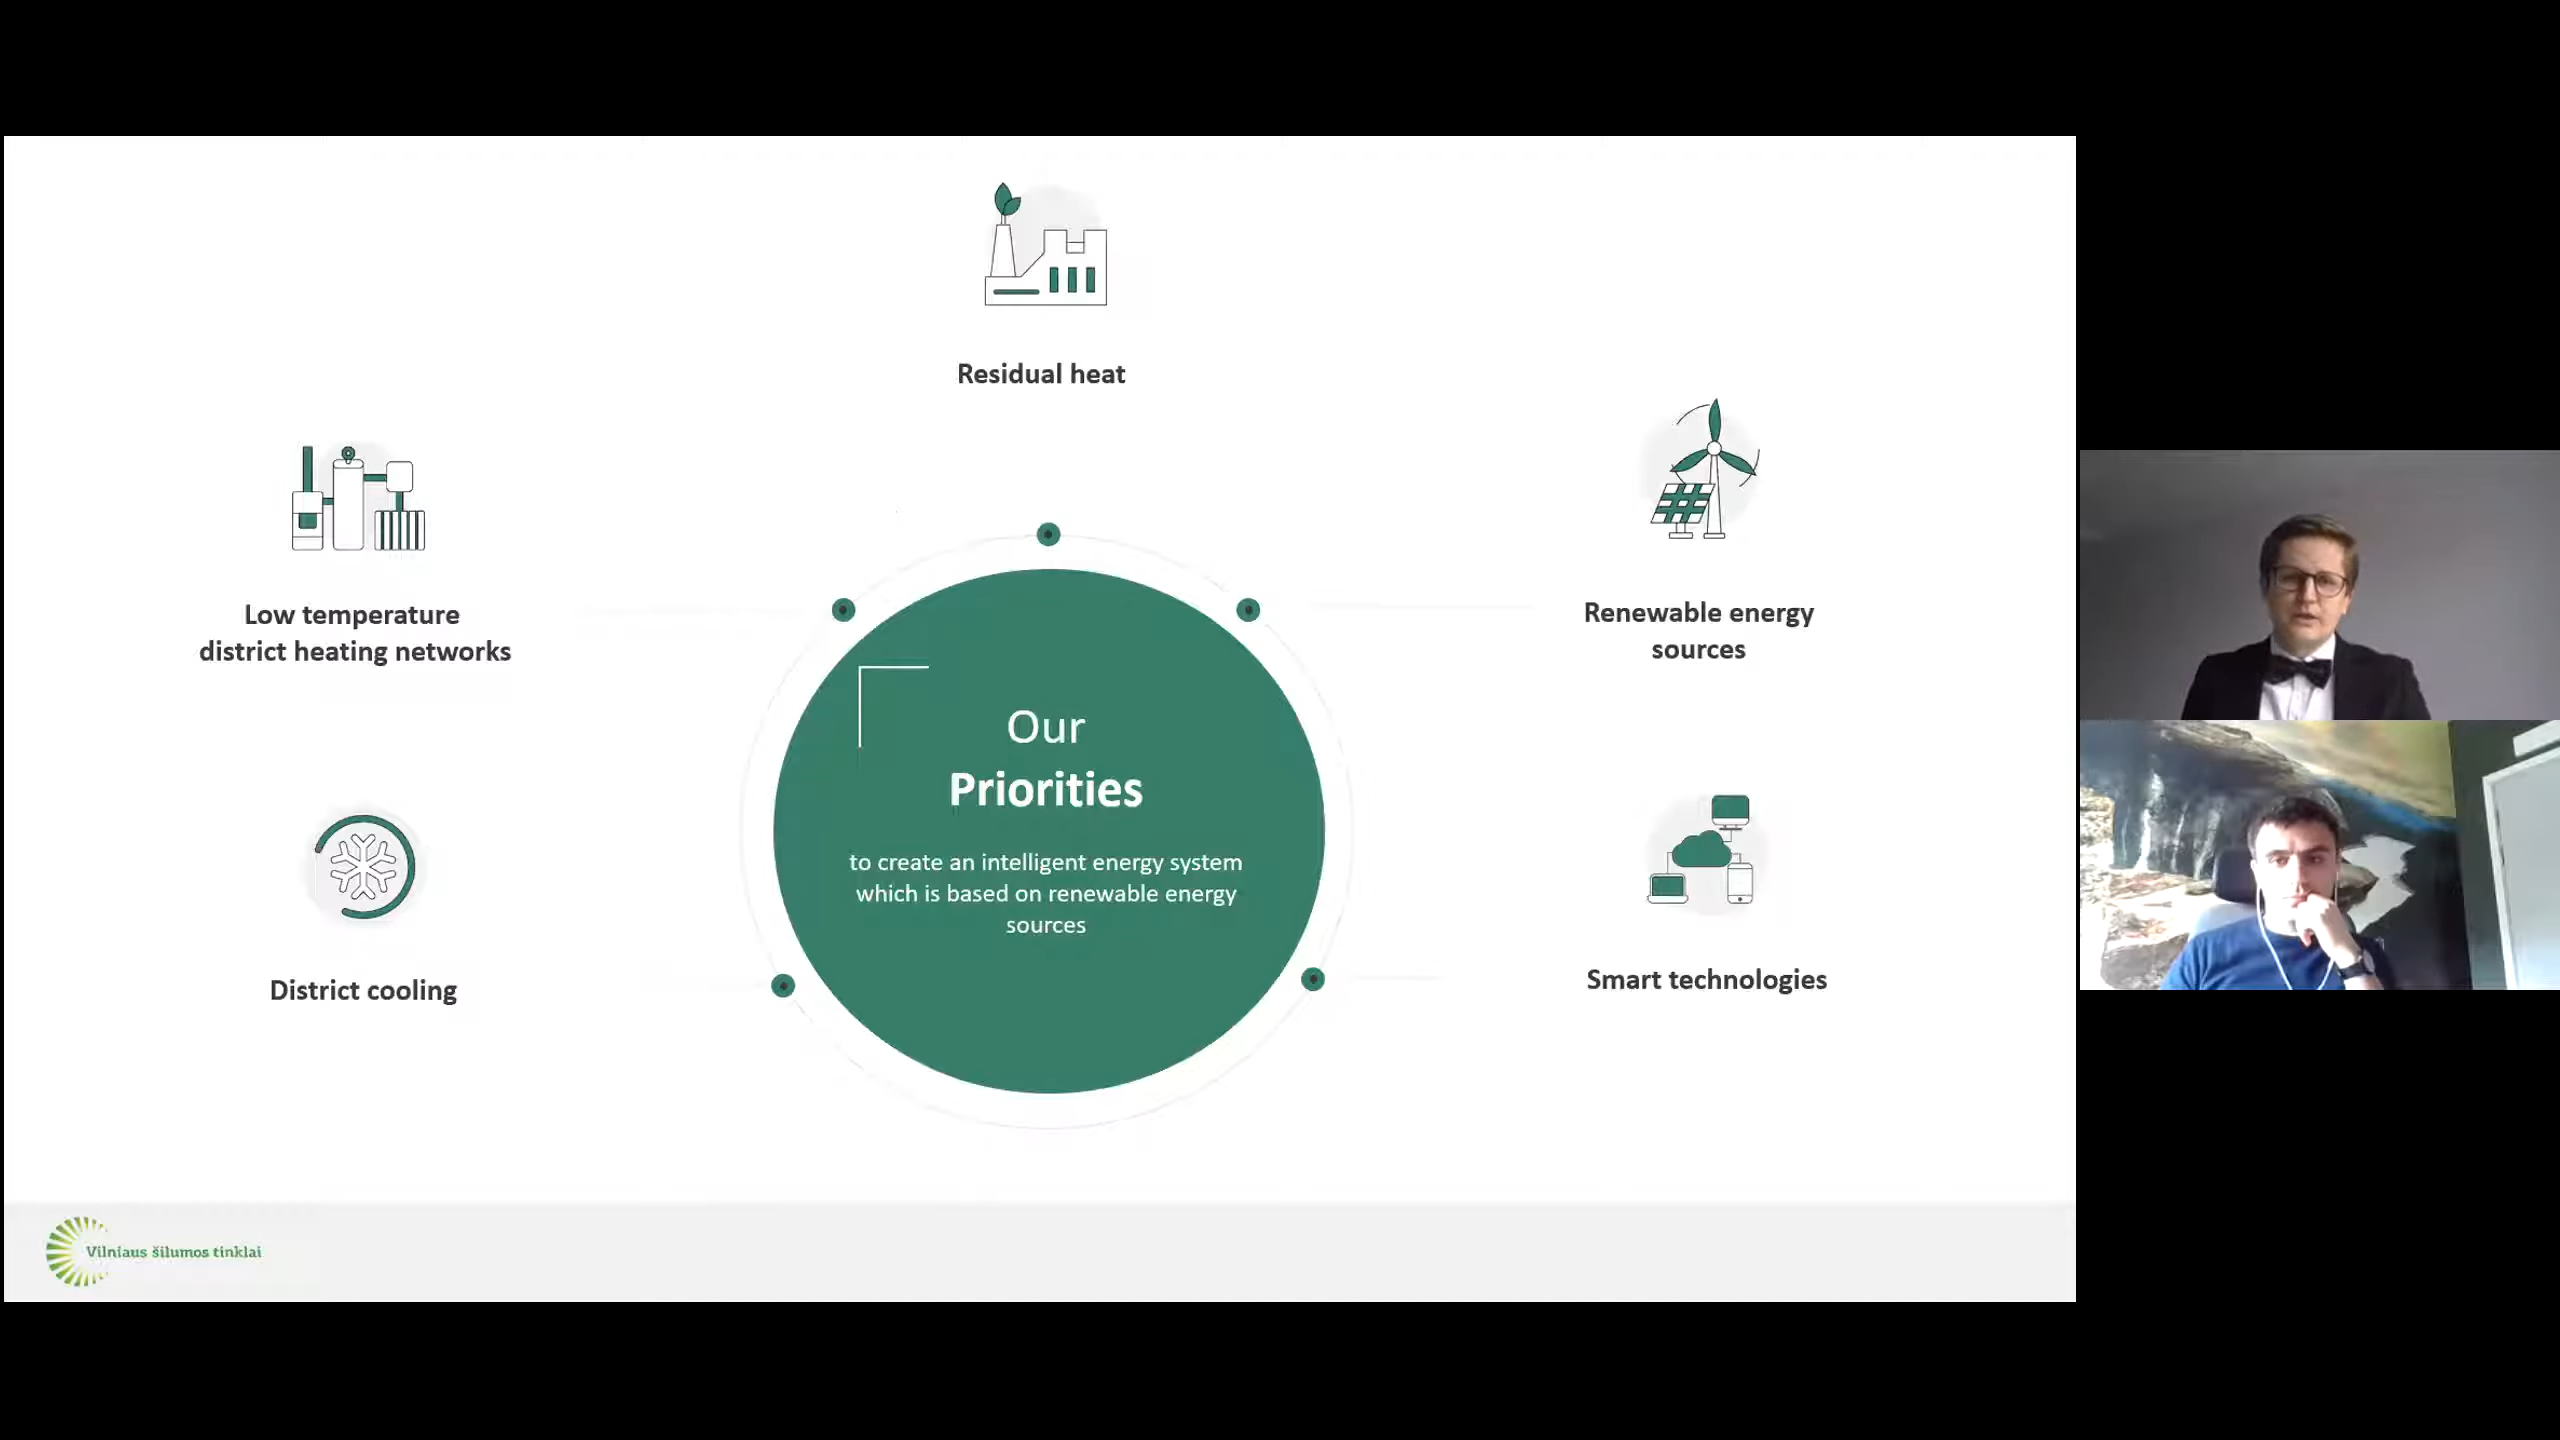 Residual heat
Low temperature
district heating networks
Renewable energy
sources
Our
Priorities
to create an intelligent energy system
which is based on renewable energy
sources
District cooling
Smart technologies
Vilniaus šilumos tinklai